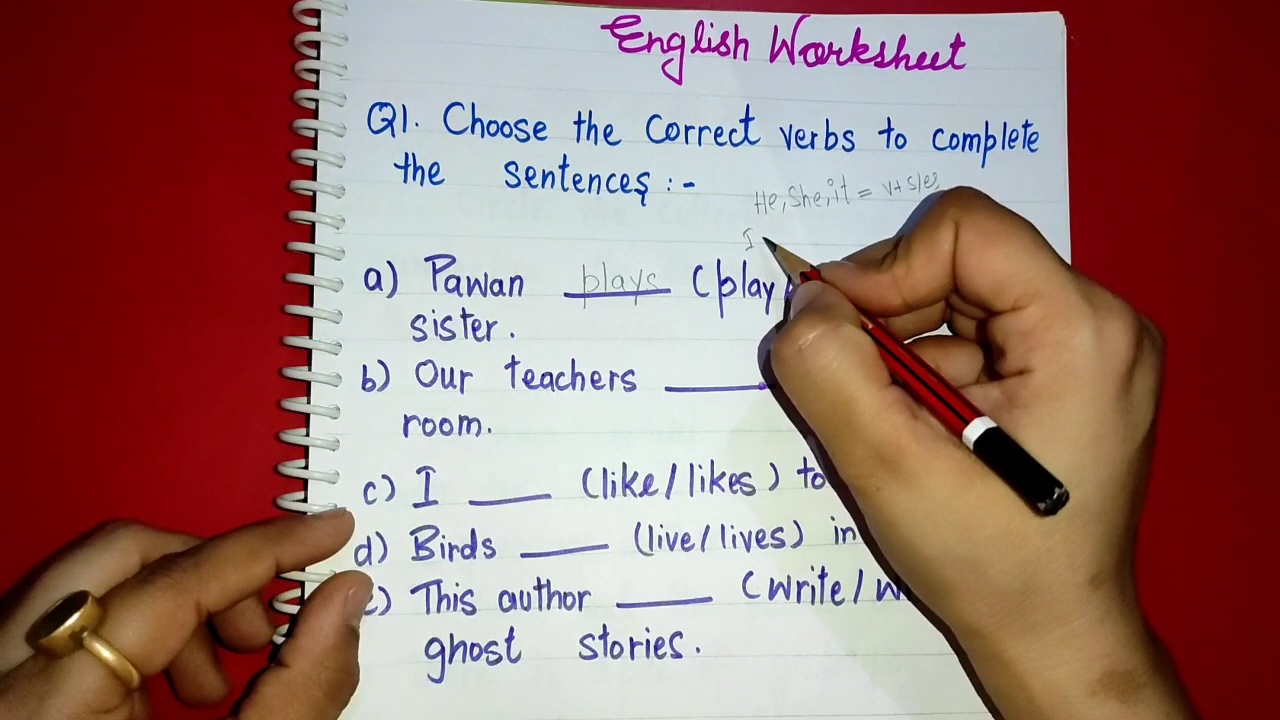 English Worksheet
Q1. Choose the Correct verbs to complete
the sentences :-
He, She, it = v+ s/es
I
a) Pawan plays (play
sister.
b) Our teachers ____
room.
c) I ____ (like/likes) to
d) Birds ____ (live/lives) in
This author ____ (write/
ghost stories.